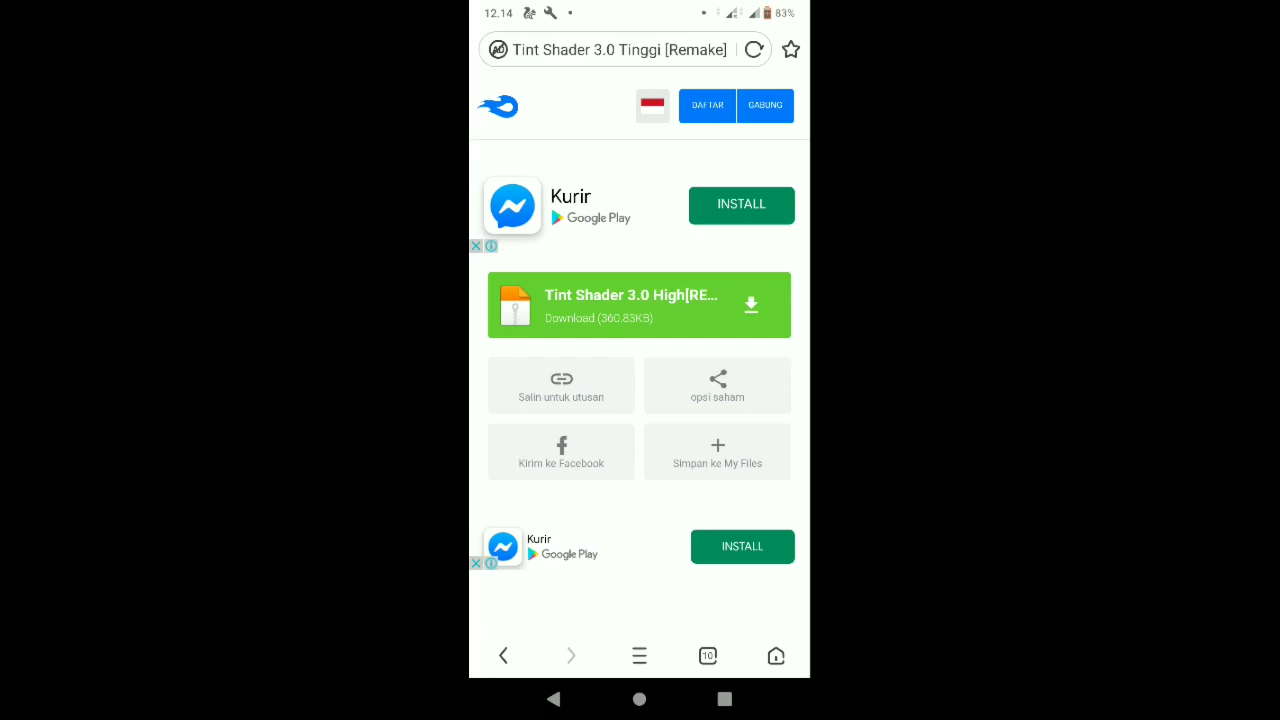 12.14
83%
AD
Tint Shader 3.0 Tinggi [Remake]
DAFTAR
GABUNG
Kurir
Google Play
INSTALL
Tint Shader 3.0 High[RE...
Download (360.83KB)
Salin untuk utusan
opsi saham
Kirim ke Facebook
Simpan ke My Files
Kurir
Google Play
INSTALL
10